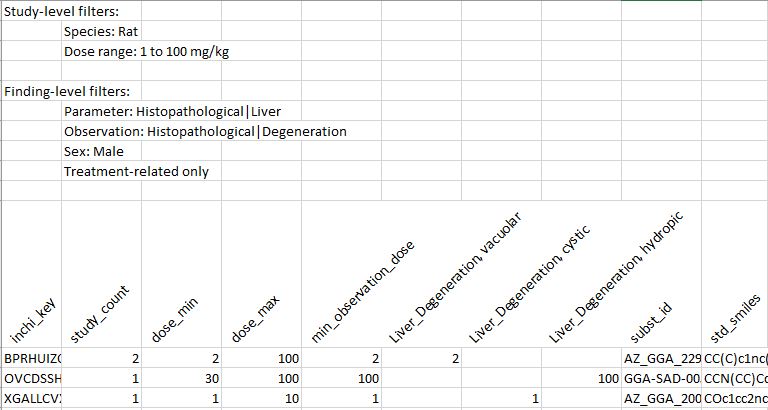 Study-level filters:
Species: Rat
Dose range: 1 to 100 mg/kg
Finding-level filters:
Parameter: Histopathological|Liver
Observation: Histopathological|Degeneration
Sex: Male
Treatment-related only
inchi_key study_count dose_min dose_max min_observation_dose Liver_Degeneration, vacuolar Liver_Degeneration, cystic Liver_Degeneration, hydropic subst_id std_smiles
BPRHUIZ 2 2 100 2 2 AZ_GGA_229 CC(C)c1nc(
OVCDSSH 1 30 100 100 100 GGA-SAD-00 CCN(CC)C
XGALLCV 1 1 10 1 1 AZ_GGA_200 COc1cc2nc